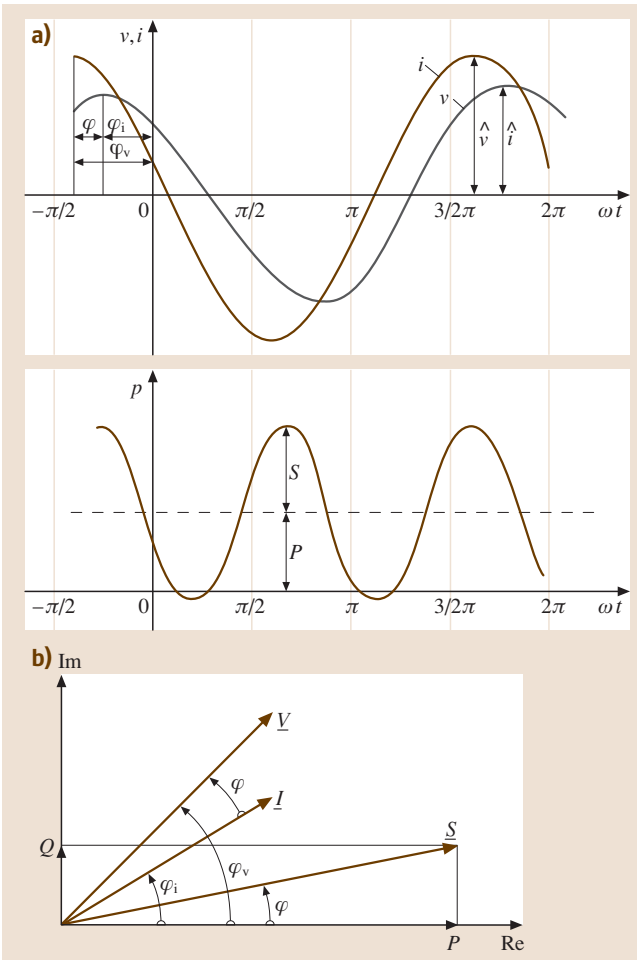 a)
v, i
i
v
φ φi
φv
v̂ î
−π/2 0 π/2 π 3/2π 2π ωt
p
S
P
−π/2 0 π/2 π 3/2π 2π ωt
b) Im
V
φ
I
S
Q
φv
φi
φ
P Re